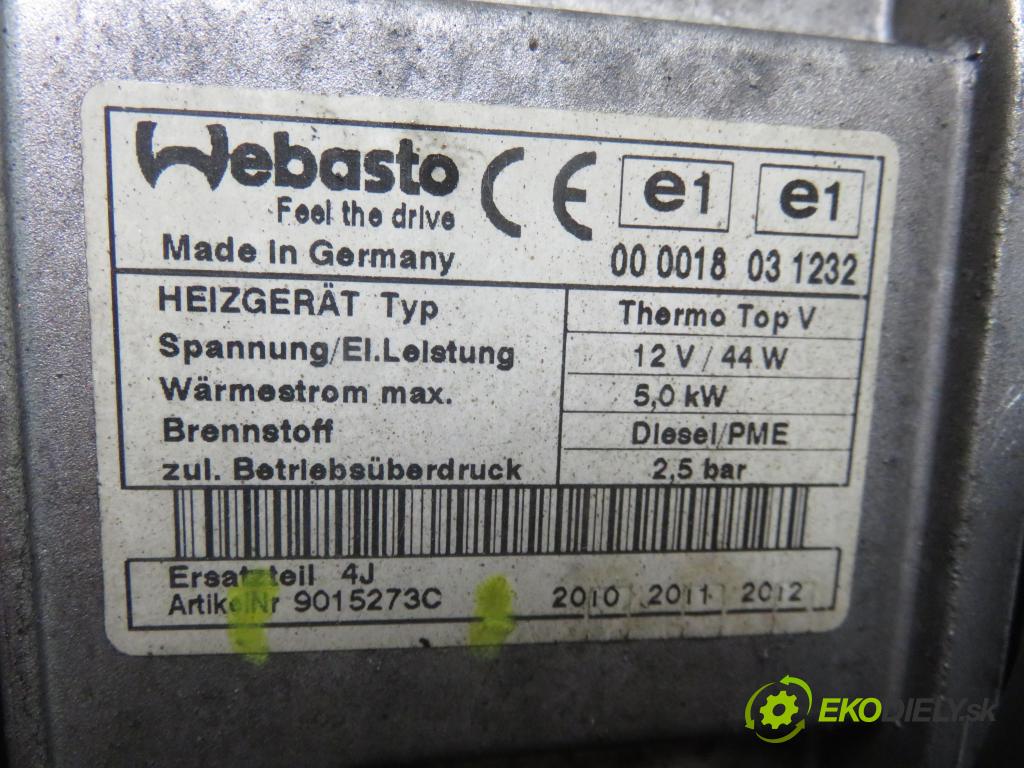 Webasto
Feel the drive
CE
e1
e1
Made in Germany
00 0018
03 1232
HEIZGERÄT Typ
Thermo Top V
Spannung/El.Leistung
12 V / 44 W
Wärmestrom max.
5,0 kW
Brennstoff
Diesel/PME
zul. Betriebsüberdruck
2,5 bar
Ersatzteil 4J
ArtikelNr 9015273C
2010 2011 2012
EKODIELY.sk